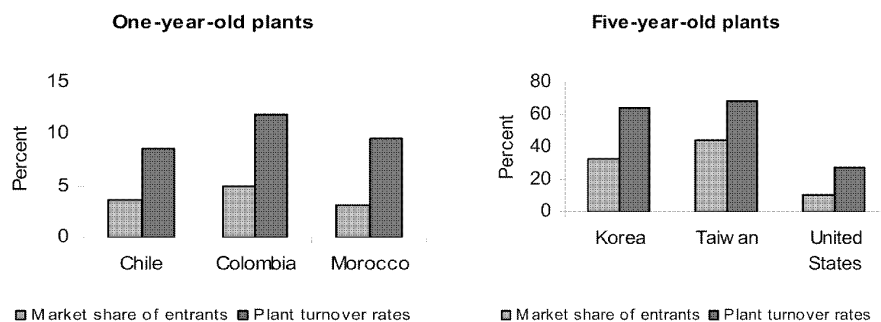 One-year-old plants
15
10
5
0
Percent
Chile Colombia Morocco
Market share of entrants Plant turnover rates
Five-year-old plants
80
60
40
20
0
Percent
Korea Taiwan United
States
Market share of entrants Plant turnover rates